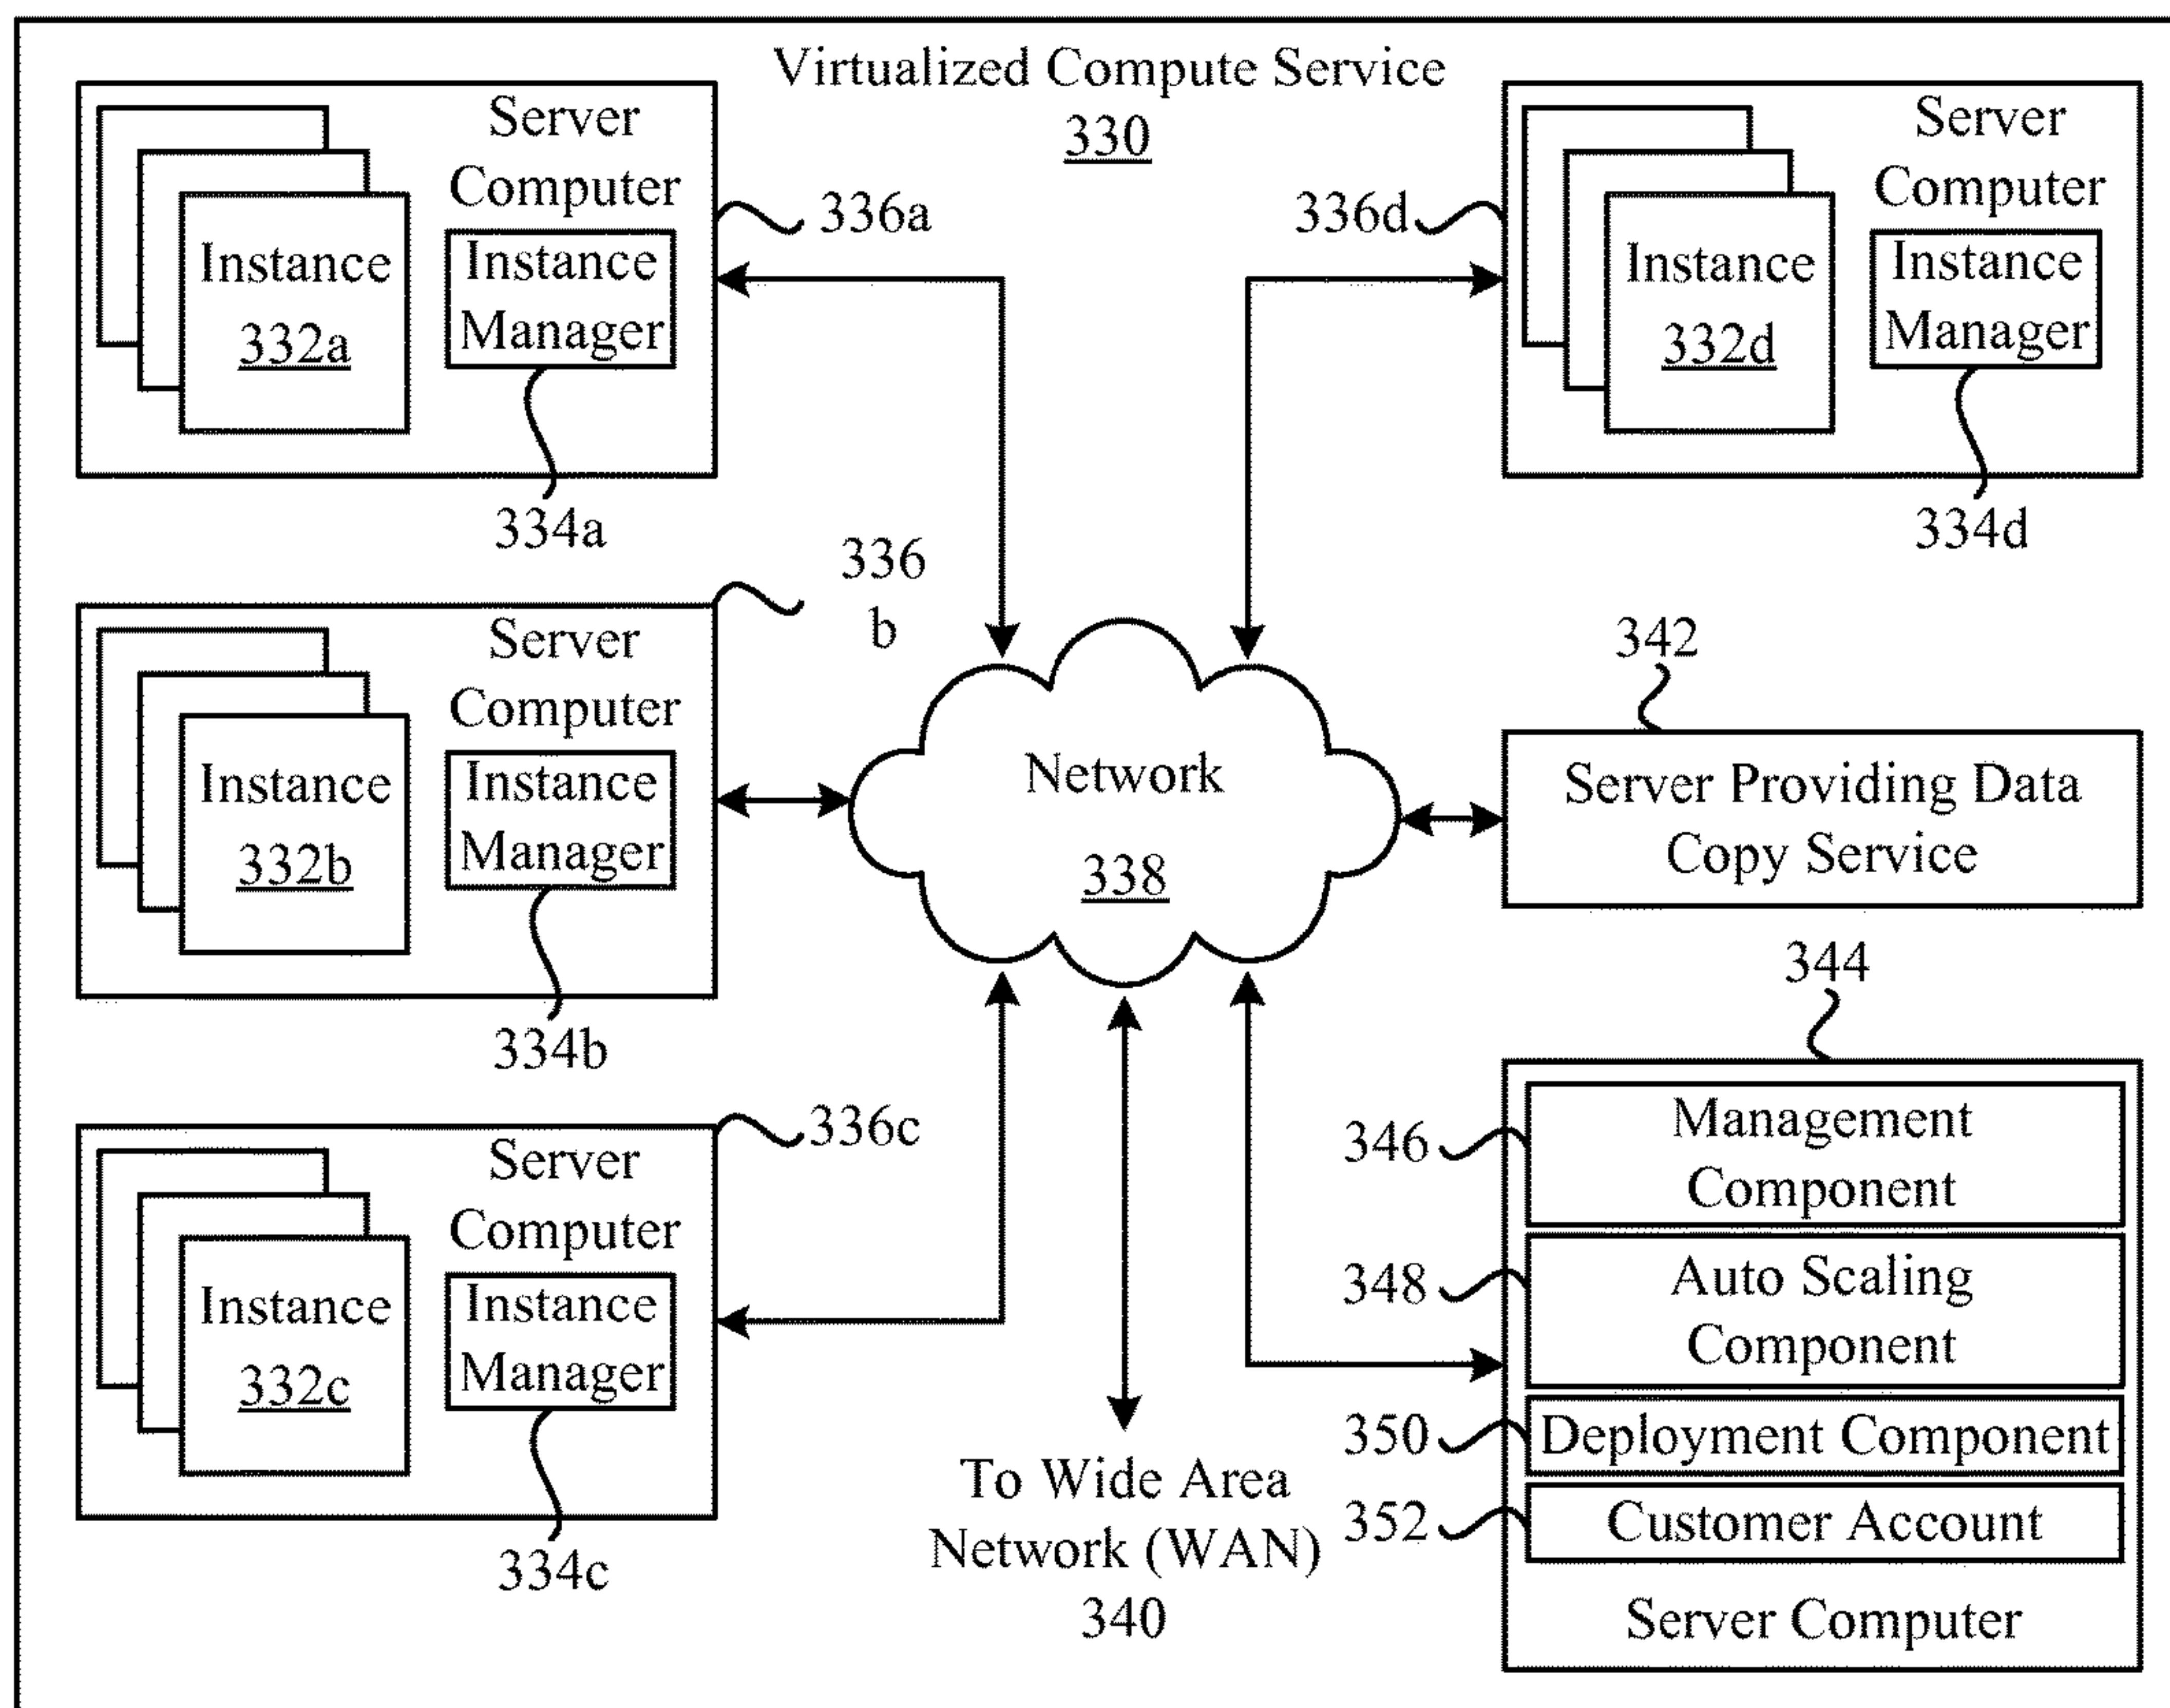 Virtualized Compute Service
330
Server
Computer
Instance
332a
Instance
Manager
336a
334a
336d
Server
Computer
Instance
332d
Instance
Manager
334d
336
b
Server
Computer
Instance
332b
Instance
Manager
334b
Network
338
342
Server Providing Data
Copy Service
336c
Server
Computer
Instance
332c
Instance
Manager
334c
To Wide Area
Network (WAN)
340
344
346
Management
Component
348
Auto Scaling
Component
350
Deployment Component
352
Customer Account
Server Computer